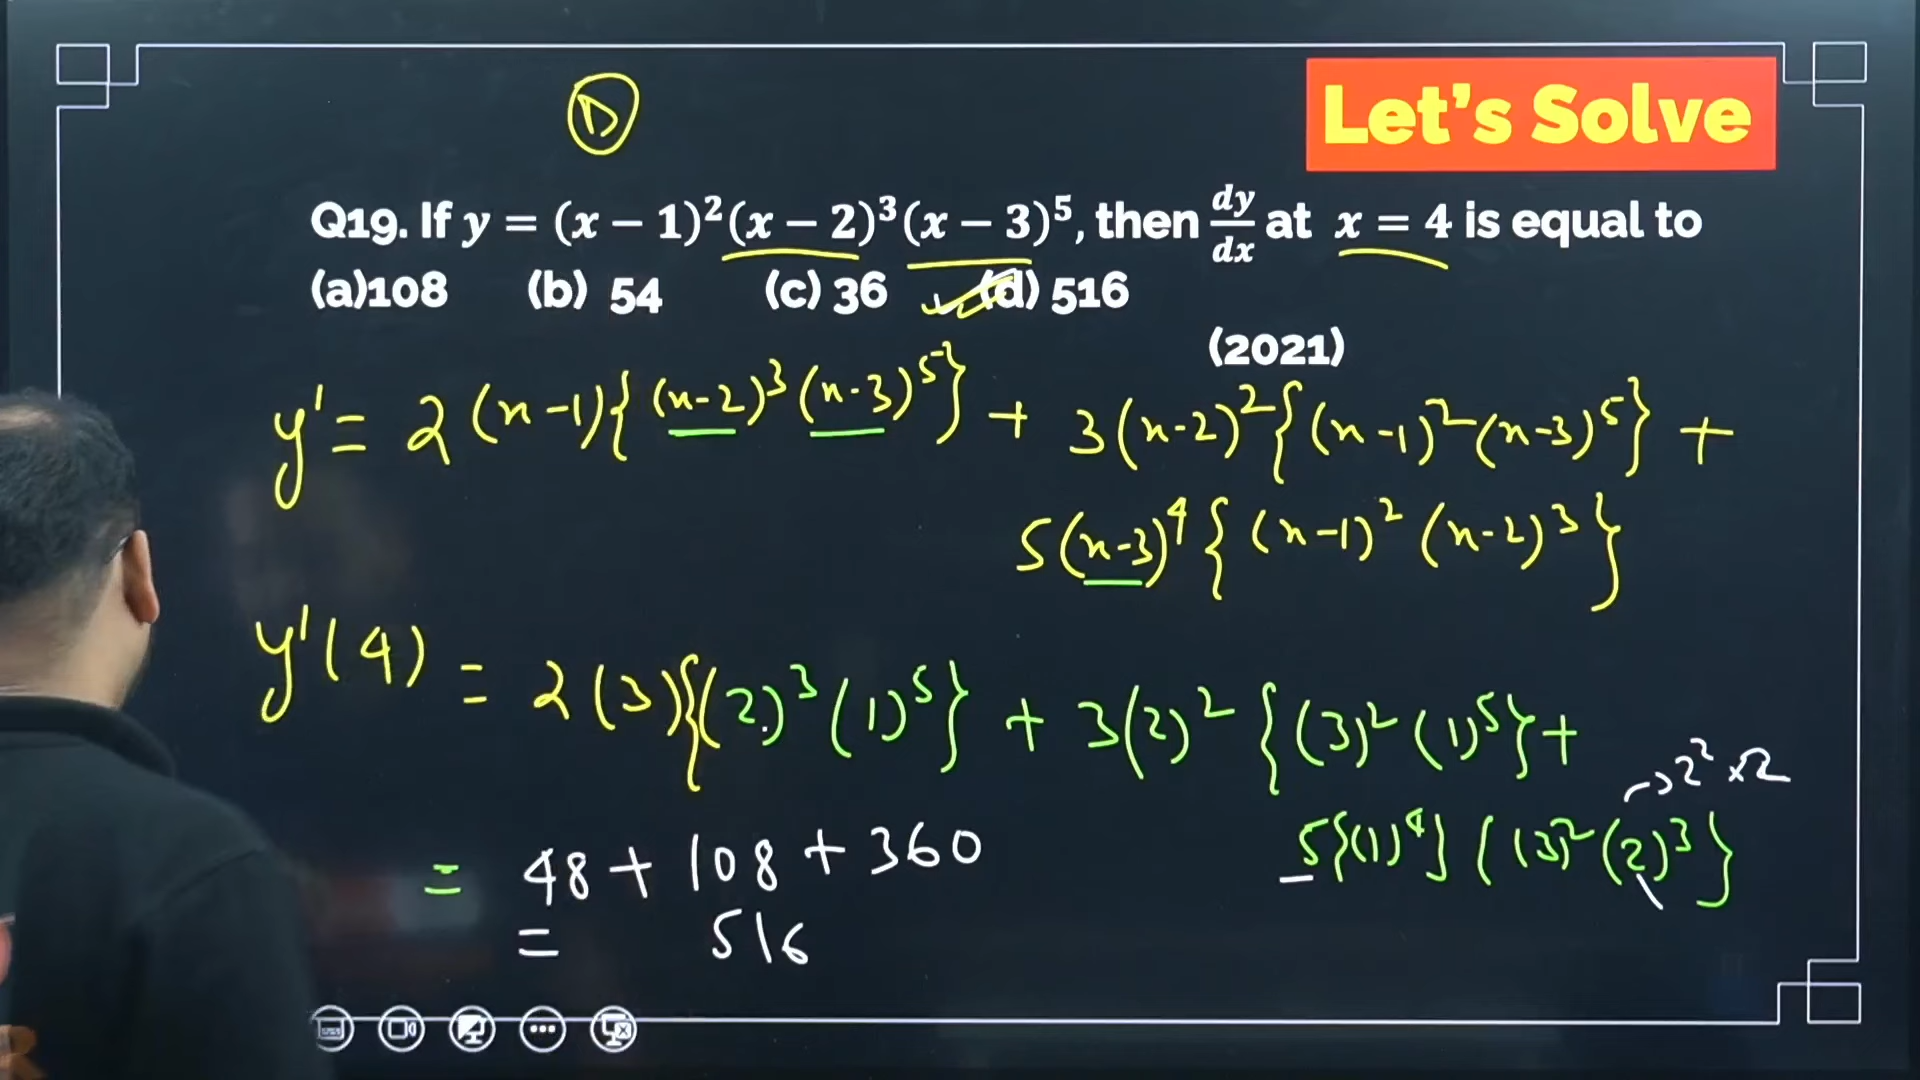 D
Let's Solve
Q19. If y = (x − 1)²(x − 2)³(x − 3)⁵, then dy/dx at x = 4 is equal to
(a)108 (b) 54 (c) 36 (d) 516
(2021)
y' = 2(x-1){(x-2)³(x-3)⁵} + 3(x-2)²{(x-1)²(x-3)⁵} +
5(x-3)⁴{(x-1)²(x-2)³}
y'(4) = 2(3){(2)³(1)⁵} + 3(2)²{(3)²(1)⁵} +
→2²×2
5{(1)⁴}{(3)²(2)³}
= 48 + 108 + 360
= 516